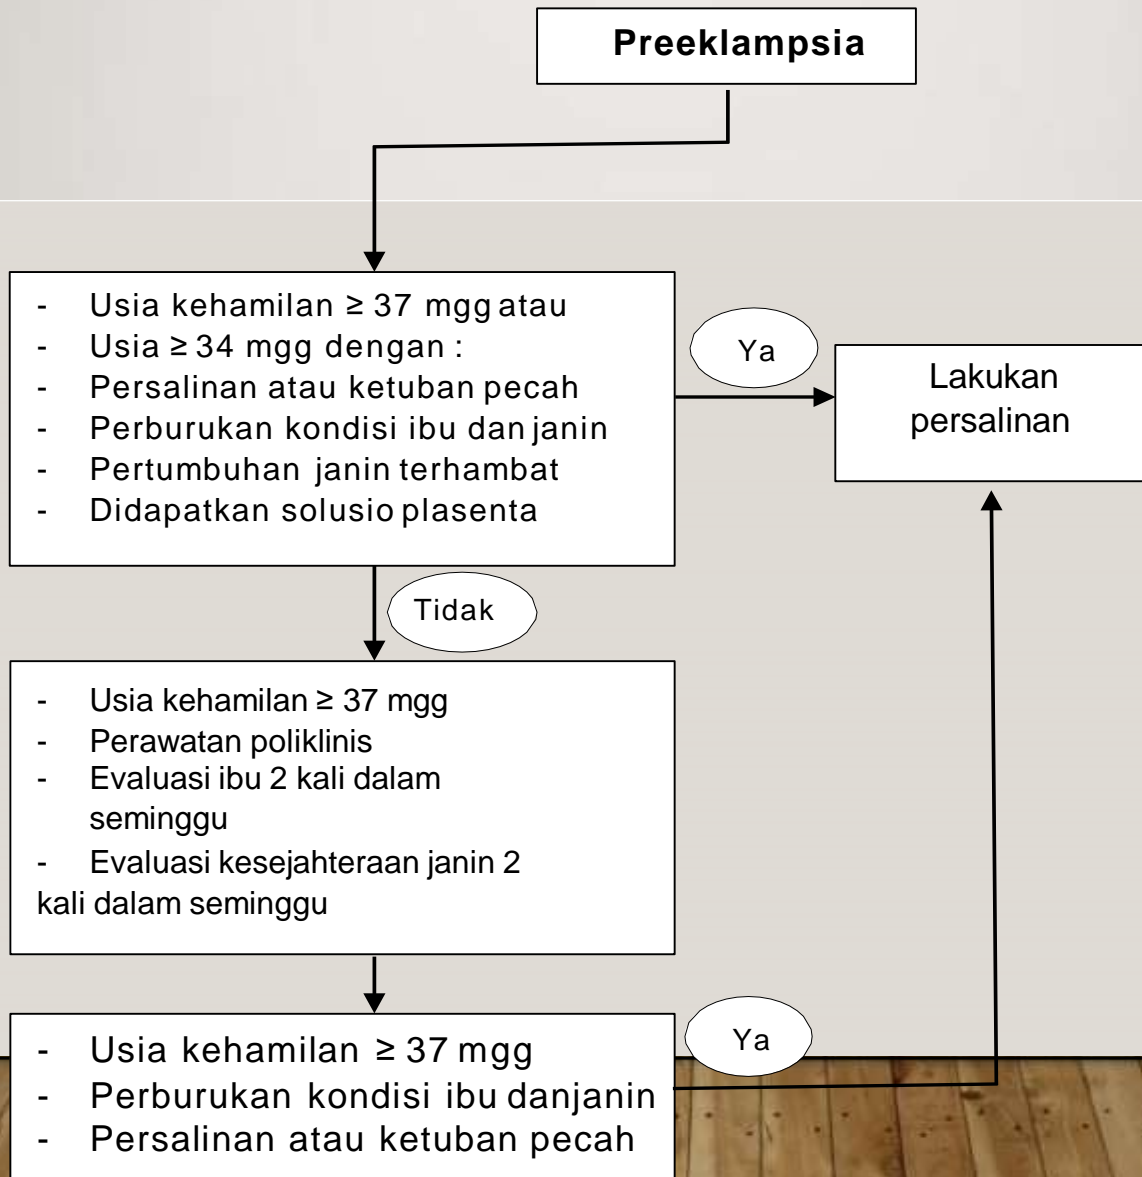 Preeklampsia
- Usia kehamilan ≥ 37 mgg atau
- Usia ≥ 34 mgg dengan :
- Persalinan atau ketuban pecah
- Perburukan kondisi ibu dan janin
- Pertumbuhan janin terhambat
- Didapatkan solusio plasenta
Ya
Lakukan
persalinan
Tidak
- Usia kehamilan ≥ 37 mgg
- Perawatan poliklinis
- Evaluasi ibu 2 kali dalam
seminggu
- Evaluasi kesejahteraan janin 2
kali dalam seminggu
- Usia kehamilan ≥ 37 mgg
- Perburukan kondisi ibu danjanin
- Persalinan atau ketuban pecah
Ya